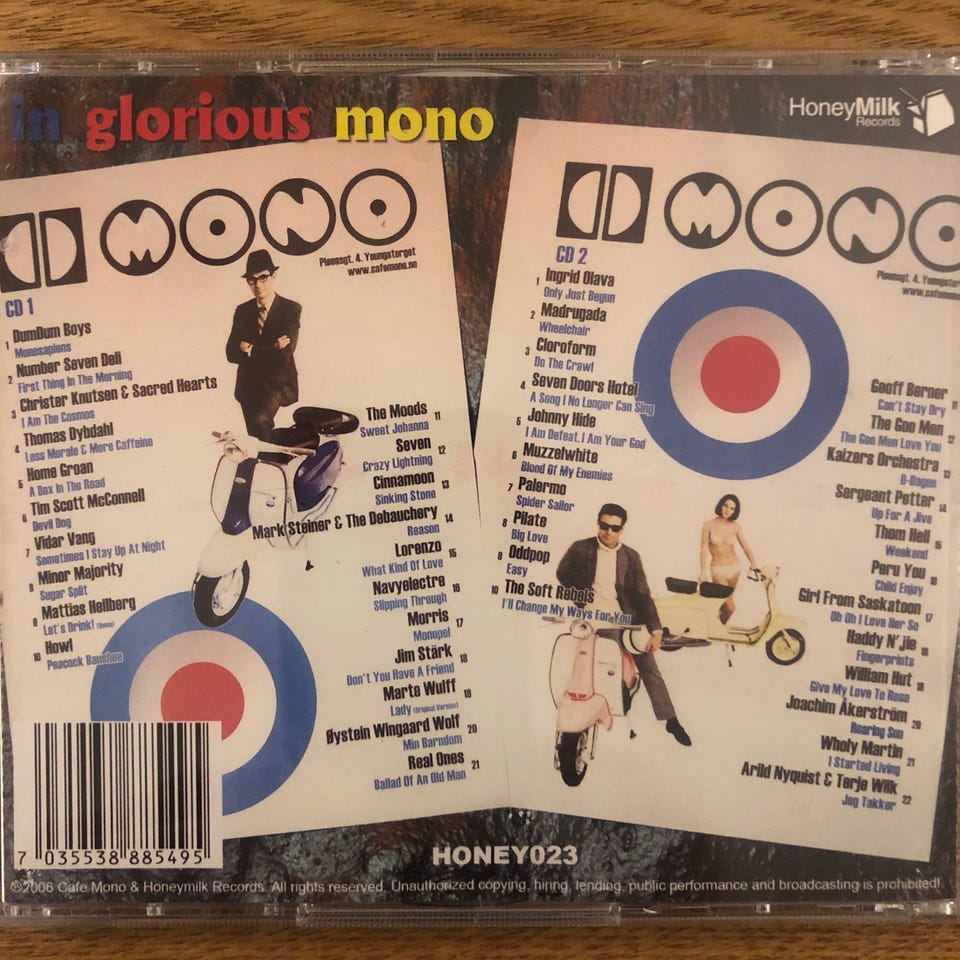 in glorious mono
HoneyMilk
Records
CD MONO
Pløensgt. 4. Youngstorget
www.cafemono.no
CD 1
1 DumDum Boys
Monosapiens
2 Number Seven Deli
First Thing In The Morning
3 Christer Knutsen & Sacred Hearts
I Am The Cosmos
4 Thomas Dybdahl
Less Morale & More Caffeine
5 Home Groan
A Box In The Road
6 Tim Scott McConnell
Devil Dog
7 Vidar Vang
Sometimes I Stay Up At Night
8 Minor Majority
Sugar Split
9 Mattias Hellberg
Let's Drink! (Demo)
10 Howl
Peacock Banshee
The Moods 11
Sweet Johanna
Seven 12
Crazy Lightning
Cinnamoon 13
Sinking Stone
Mark Steiner & The Debauchery 14
Reason
Lorenzo 15
What Kind Of Love
Navyelectre 16
Slipping Through
Morris 17
Monopol
Jim Stärk 18
Don't You Have A Friend
Marte Wulff 19
Lady (Original Version)
Øystein Wingaard Wolf 20
Min Barndom
Real Ones 21
Ballad Of An Old Man
CD MONO
Pløensgt. 4. Youngstorg
www.cafemono.n
CD 2
1 Ingrid Olava
Only Just Begun
2 Madrugada
Wheelchair
3 Cloroform
Do The Crawl
4 Seven Doors Hotel
A Song I No Longer Can Sing
5 Johnny Hide
I Am Defeat, I Am Your God
6 Muzzelwhite
Blood Of My Enemies
7 Palermo
Spider Sailor
8 Pilate
Big Love
9 Oddpop
Easy
10 The Soft Rebels
I'll Change My Ways For You
Geoff Berner 11
Can't Stay Dry
The Goo Men 12
The Goo Men Love You
Kaizers Orchestra 13
D-Dagen
Sergeant Petter 14
Up For A Jive
Thom Hell 15
Weekend
Peru You 16
Child Enjoy
Girl From Saskatoon 17
Oh Oh I Love Her So
Haddy N'jie 18
Fingerprints
William Hut 19
Give My Love To Rose
Joachim Åkerström 20
Roaring Sun
Wholy Martin 21
I Started Living
Arild Nyquist & Terje Wiik 22
Jeg Takker
7 035538 885495
HONEY023
©2006 Cafe Mono & Honeymilk Records. All rights reserved. Unauthorized copying, hiring, lending, public performance and broadcasting is prohibited!